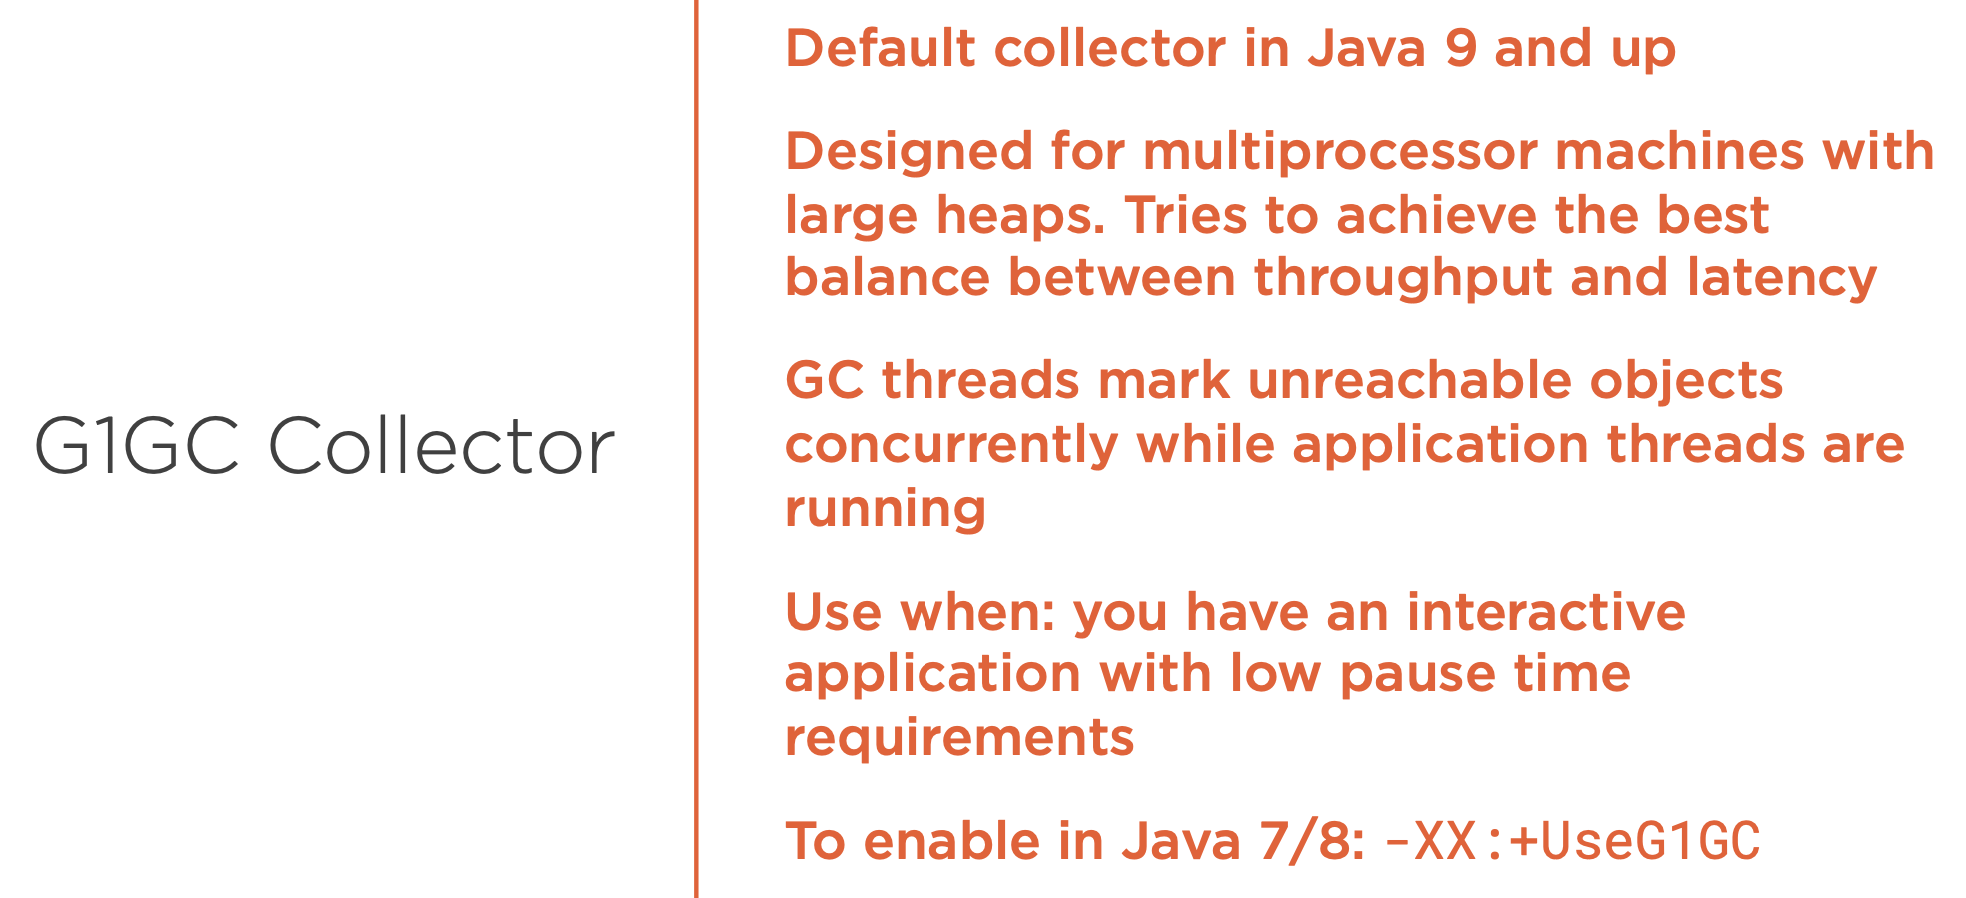 G1GC Collector
Default collector in Java 9 and up
Designed for multiprocessor machines with
large heaps. Tries to achieve the best
balance between throughput and latency
GC threads mark unreachable objects
concurrently while application threads are
running
Use when: you have an interactive
application with low pause time
requirements
To enable in Java 7/8: -XX:+UseG1GC